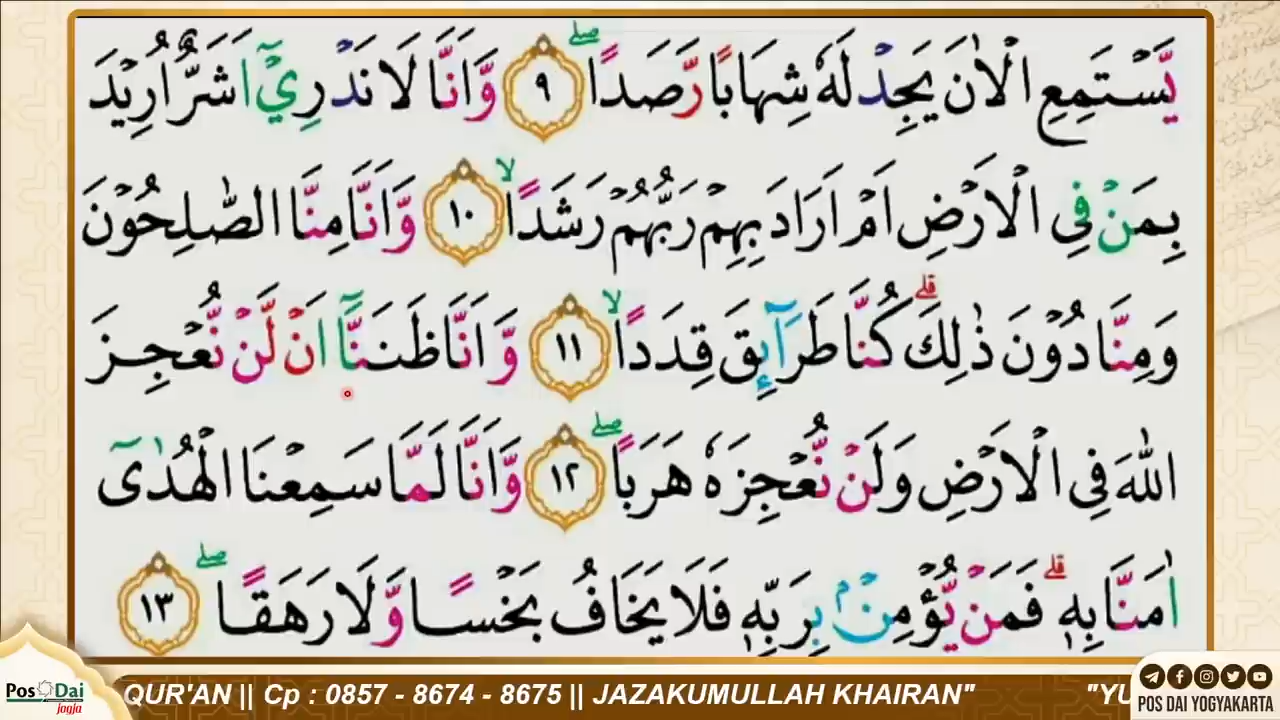 يَّسْتَمِعِ الْاٰنَ يَجِدْ لَهٗ شِهَابًا رَّصَدًاۖ ٩ وَّاَنَّا لَا نَدْرِيْٓ اَشَرٌّ اُرِيْدَ
بِمَنْ فِى الْاَرْضِ اَمْ اَرَادَ بِهِمْ رَبُّهُمْ رَشَدًاۙ ١٠ وَّاَنَّا مِنَّا الصّٰلِحُوْنَ
وَمِنَّا دُوْنَ ذٰلِكَۗ كُنَّا طَرَاۤىِٕقَ قِدَدًاۙ ١١ وَّاَنَّا ظَنَنَّآ اَنْ لَّنْ نُّعْجِزَ
اللّٰهَ فِى الْاَرْضِ وَلَنْ نُّعْجِزَهٗ هَرَبًاۖ ١٢ وَّاَنَّا لَمَّا سَمِعْنَا الْهُدٰىٓ
اٰمَنَّا بِهٖۗ فَمَنْ يُّؤْمِنْۢ بِرَبِّهٖ فَلَا يَخَافُ بَخْسًا وَّلَا رَهَقًاۖ ١٣
Pos Dai
jogja
QUR'AN || Cp : 0857 - 8674 - 8675 || JAZAKUMULLAH KHAIRAN" "YU
POS DAI YOGYAKARTA